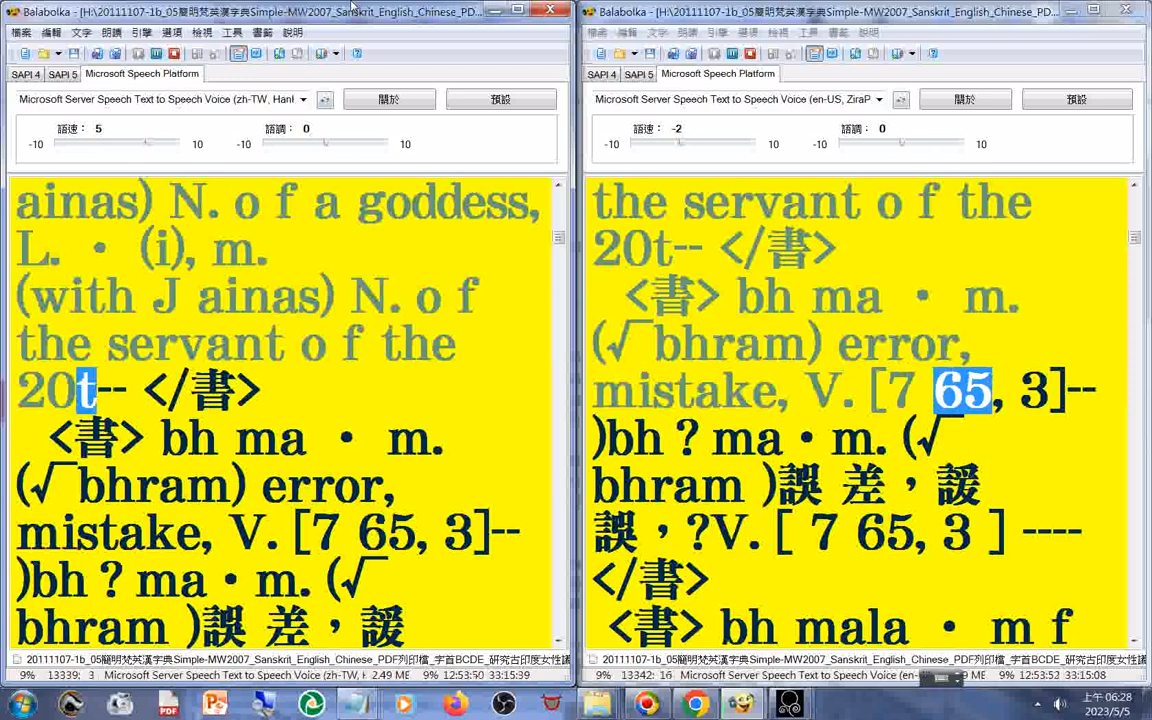 Balabolka - [H:\20111107-1b_05簡明梵英漢字典Simple-MW2007_Sanskrit_English_Chinese_PD...
檔案 編輯 文字 朗讀 引擎 選項 檢視 工具 書籤 說明
SAPI 4 SAPI 5 Microsoft Speech Platform
Microsoft Server Speech Text to Speech Voice (zh-TW, HanH
關於 預設
語速： 5 語調： 0
-10 10 -10 10
ainas) N. o f a goddess,
L. • (i), m.
(with J ainas) N. o f
the servant o f the
20t-- </書>
<書> bh ma • m.
(√bhram) error,
mistake, V. [7 65, 3]--
)bh ? ma • m. (√
bhram )誤 差，諼
20111107-1b_05簡明梵英漢字典Simple-MW2007_Sanskrit_English_Chinese_PDF列印檔_字首BCDE_研究古印度女性議
9% 13339: 3 Microsoft Server Speech Text to Speech Voice (zh-TW, 2.49 ME 9% 12:53:50 33:15:39
Balabolka - [H:\20111107-1b_05簡明梵英漢字典Simple-MW2007_Sanskrit_English_Chinese_PD...
檔案 編輯 文字 朗讀 引擎 選項 檢視 工具 書籤 說明
SAPI 4 SAPI 5 Microsoft Speech Platform
Microsoft Server Speech Text to Speech Voice (en-US, ZiraP
關於 預設
語速： -2 語調： 0
-10 10 -10 10
the servant o f the
20t-- </書>
<書> bh ma • m.
(√bhram) error,
mistake, V. [7 65, 3]--
)bh ? ma • m. (√
bhram )誤 差，諼
誤，?V. [ 7 65, 3 ] ----
</書>
<書> bh mala • m f
20111107-1b_05簡明梵英漢字典Simple-MW2007_Sanskrit_English_Chinese_PDF列印檔_字首BCDE_研究古印度女性議
9% 13342: 16 Microsoft Server Speech Text to Speech Voice (en-U 9 ME 9% 12:53:52 33:15:08
PDF
上午 06:28
2023/5/5